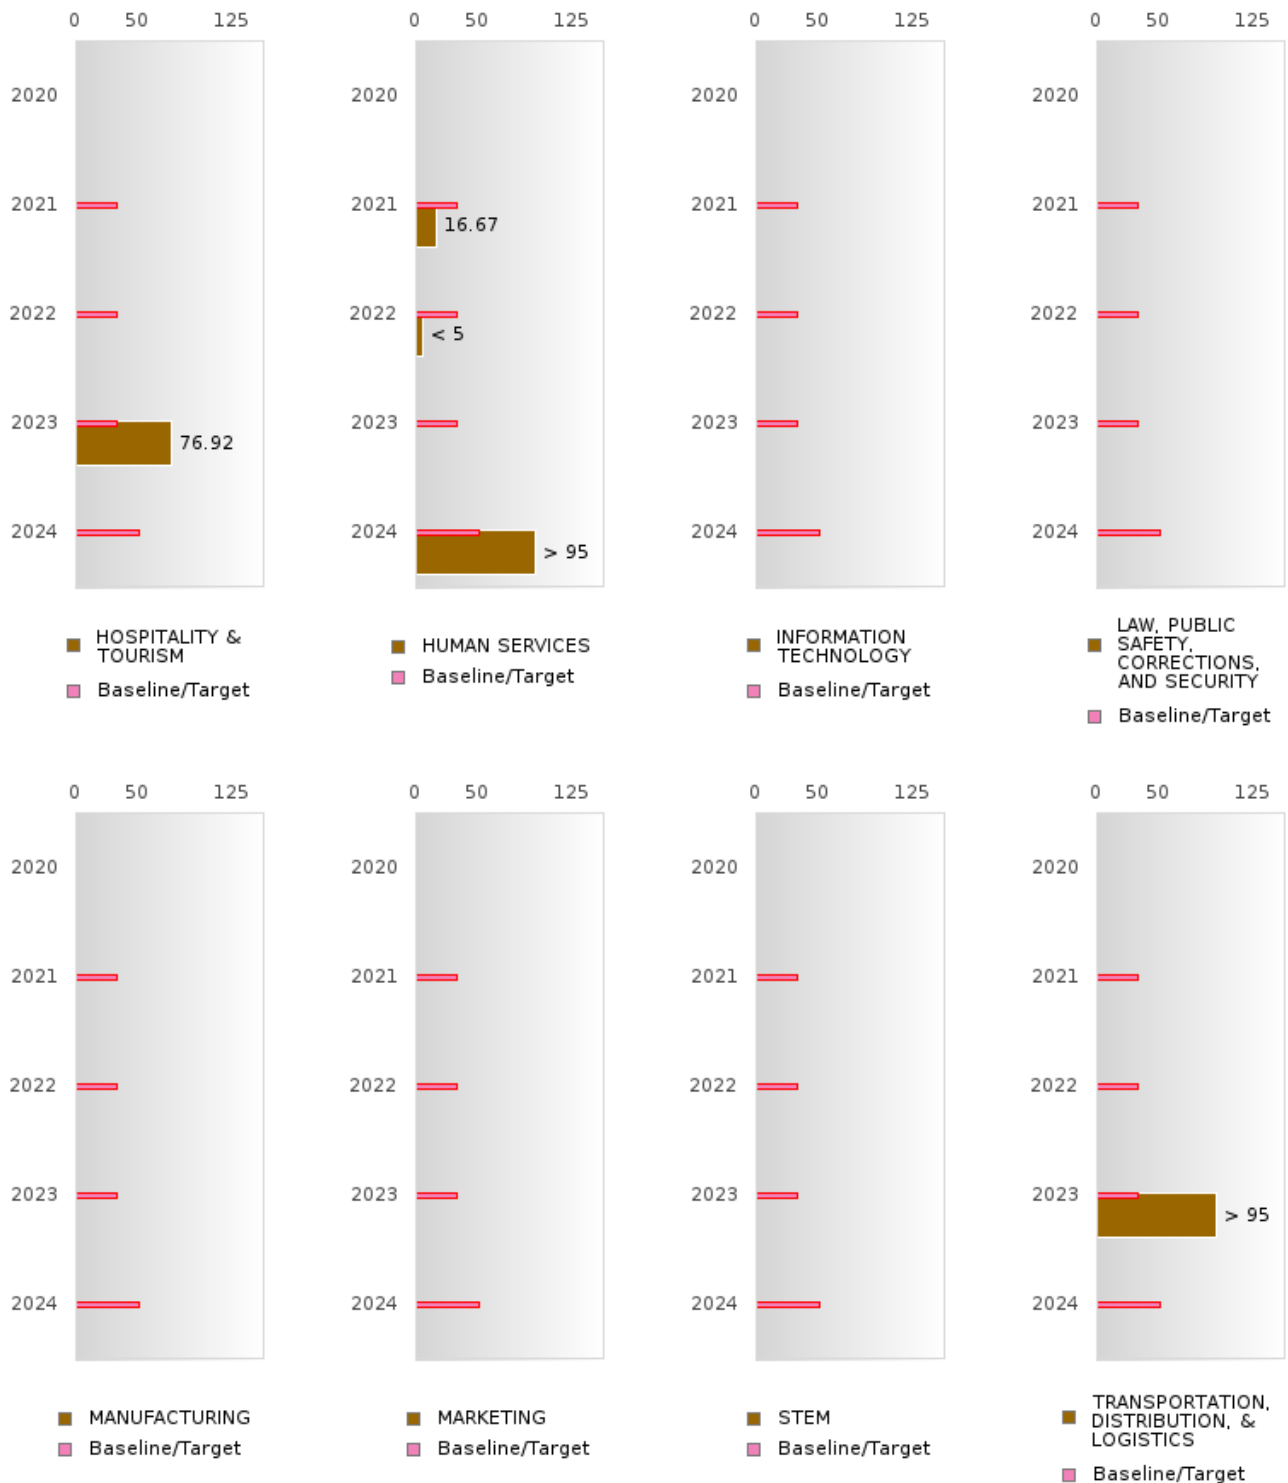 0 50 125
0 50 125
0 50 125
0 50 125
2020
2020
2020
2020
2021
2021
16.67
2021
2021
2022
2022
< 5
2022
2022
2023
76.92
2023
2023
2023
2024
2024
> 95
2024
2024
HOSPITALITY &
TOURISM
Baseline/Target
HUMAN SERVICES
Baseline/Target
INFORMATION
TECHNOLOGY
Baseline/Target
LAW, PUBLIC
SAFETY,
CORRECTIONS,
AND SECURITY
Baseline/Target
0 50 125
0 50 125
0 50 125
0 50 125
2020
2020
2020
2020
2021
2021
2021
2021
2022
2022
2022
2022
2023
2023
2023
2023
> 95
2024
2024
2024
2024
MANUFACTURING
Baseline/Target
MARKETING
Baseline/Target
STEM
Baseline/Target
TRANSPORTATION,
DISTRIBUTION, &
LOGISTICS
Baseline/Target